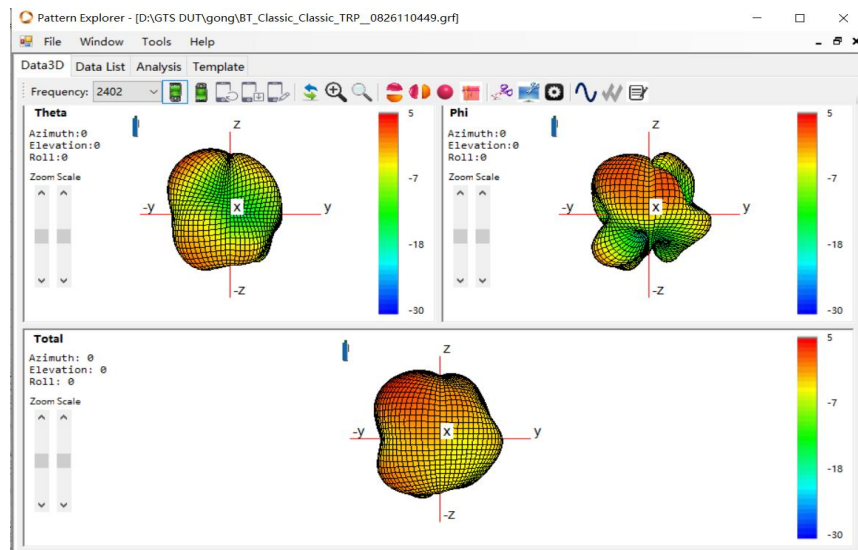 Pattern Explorer - [D:\GTS DUT\gong\BT_Classic_Classic_TRP__0826110449.grf]
File Window Tools Help
Data3D Data List Analysis Template
Frequency: 2402
Theta
Azimuth:0
Elevation:0
Roll:0
Zoom Scale
z
-y x y
-z
5
-7
-18
-30
Phi
Azimuth:0
Elevation:0
Roll:0
Zoom Scale
z
-y x y
-z
5
-7
-18
-30
Total
Azimuth: 0
Elevation: 0
Roll: 0
Zoom Scale
z
-y x y
-z
5
-7
-18
-30